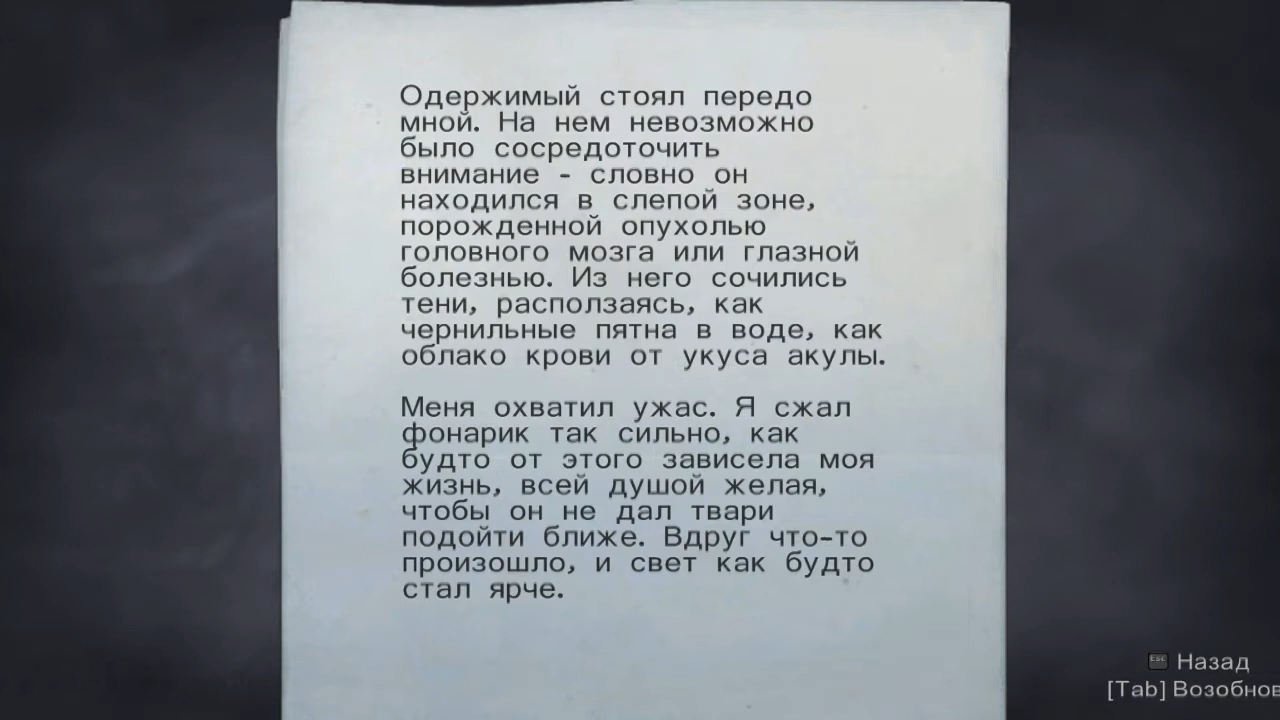 Одержимый стоял передо
мной. На нем невозможно
было сосредоточить
внимание - словно он
находился в слепой зоне,
порожденной опухолью
головного мозга или глазной
болезнью. Из него сочились
тени, расползаясь, как
чернильные пятна в воде, как
облако крови от укуса акулы.
Меня охватил ужас. Я сжал
фонарик так сильно, как
будто от этого зависела моя
жизнь, всей душой желая,
чтобы он не дал твари
подойти ближе. Вдруг что-то
произошло, и свет как будто
стал ярче.
Esc Назад
[Tab] Возобнов